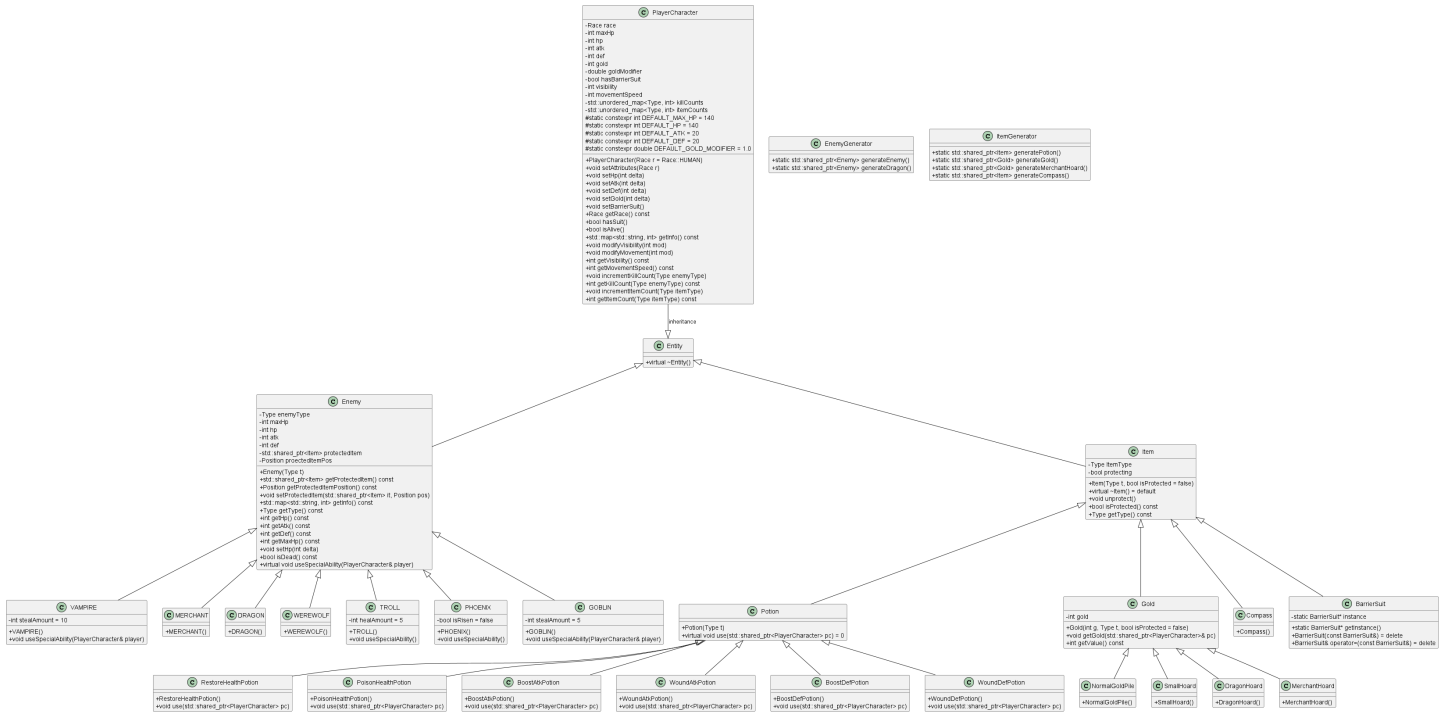 PlayerCharacter
-Race race
-int maxHp
-int hp
-int atk
-int def
-int gold
-double goldModifier
-bool hasBarrierSuit
-int visibility
-int movementSpeed
-std::unordered_map<Type, int> killCounts
-std::unordered_map<Type, int> itemCounts
#static constexpr int DEFAULT_MAX_HP = 140
#static constexpr int DEFAULT_HP = 140
#static constexpr int DEFAULT_ATK = 20
#static constexpr int DEFAULT_DEF = 20
#static constexpr double DEFAULT_GOLD_MODIFIER = 1.0
+PlayerCharacter(Race r = Race::HUMAN)
+void setAttributes(Race r)
+void setHp(int delta)
+void setAtk(int delta)
+void setDef(int delta)
+void setGold(int delta)
+void setBarrierSuit()
+Race getRace() const
+bool hasSuit()
+bool isAlive()
+std::map<std::string, int> getInfo() const
+void modifyVisibility(int mod)
+void modifyMovement(int mod)
+int getVisibility() const
+int getMovementSpeed() const
+void incrementKillCount(Type enemyType)
+int getKillCount(Type enemyType) const
+void incrementItemCount(Type itemType)
+int getItemCount(Type itemType) const
EnemyGenerator
+static std::shared_ptr<Enemy> generateEnemy()
+static std::shared_ptr<Enemy> generateDragon()
ItemGenerator
+static std::shared_ptr<Item> generatePotion()
+static std::shared_ptr<Gold> generateGold()
+static std::shared_ptr<Gold> generateMerchantHoard()
+static std::shared_ptr<Item> generateCompass()
inheritance
Entity
+virtual ~Entity()
Enemy
-Type enemyType
-int maxHp
-int hp
-int atk
-int def
-std::shared_ptr<Item> protectedItem
-Position proectedItemPos
+Enemy(Type t)
+std::shared_ptr<Item> getProtectedItem() const
+Position getProtectedItemPosition() const
+void setProtectedItem(std::shared_ptr<Item> it, Position pos)
+std::map<std::string, int> getInfo() const
+Type getType() const
+int getHp() const
+int getAtk() const
+int getDef() const
+int getMaxHp() const
+void setHp(int delta)
+bool isDead() const
+virtual void useSpecialAbility(PlayerCharacter& player)
Item
-Type itemType
-bool protecting
+Item(Type t, bool isProtected = false)
+virtual ~Item() = default
+void unprotect()
+bool isProtected() const
+Type getType() const
VAMPIRE
-int stealAmount = 10
+VAMPIRE()
+void useSpecialAbility(PlayerCharacter& player)
MERCHANT
+MERCHANT()
DRAGON
+DRAGON()
WEREWOLF
+WEREWOLF()
TROLL
-int healAmount = 5
+TROLL()
+void useSpecialAbility()
PHOENIX
-bool isRisen = false
+PHOENIX()
+void useSpecialAbility()
GOBLIN
-int stealAmount = 5
+GOBLIN()
+void useSpecialAbility(PlayerCharacter& player)
Potion
+Potion(Type t)
+virtual void use(std::shared_ptr<PlayerCharacter> pc) = 0
Gold
-int gold
+Gold(int g, Type t, bool isProtected = false)
+void getGold(std::shared_ptr<PlayerCharacter>& pc)
+int getValue() const
Compass
+Compass()
BarrierSuit
-static BarrierSuit* instance
+static BarrierSuit* getInstance()
+BarrierSuit(const BarrierSuit&) = delete
+BarrierSuit& operator=(const BarrierSuit&) = delete
RestoreHealthPotion
+RestoreHealthPotion()
+void use(std::shared_ptr<PlayerCharacter> pc)
PoisonHealthPotion
+PoisonHealthPotion()
+void use(std::shared_ptr<PlayerCharacter> pc)
BoostAtkPotion
+BoostAtkPotion()
+void use(std::shared_ptr<PlayerCharacter> pc)
WoundAtkPotion
+WoundAtkPotion()
+void use(std::shared_ptr<PlayerCharacter> pc)
BoostDefPotion
+BoostDefPotion()
+void use(std::shared_ptr<PlayerCharacter> pc)
WoundDefPotion
+WoundDefPotion()
+void use(std::shared_ptr<PlayerCharacter> pc)
NormalGoldPile
+NormalGoldPile()
SmallHoard
+SmallHoard()
DragonHoard
+DragonHoard()
MerchantHoard
+MerchantHoard()